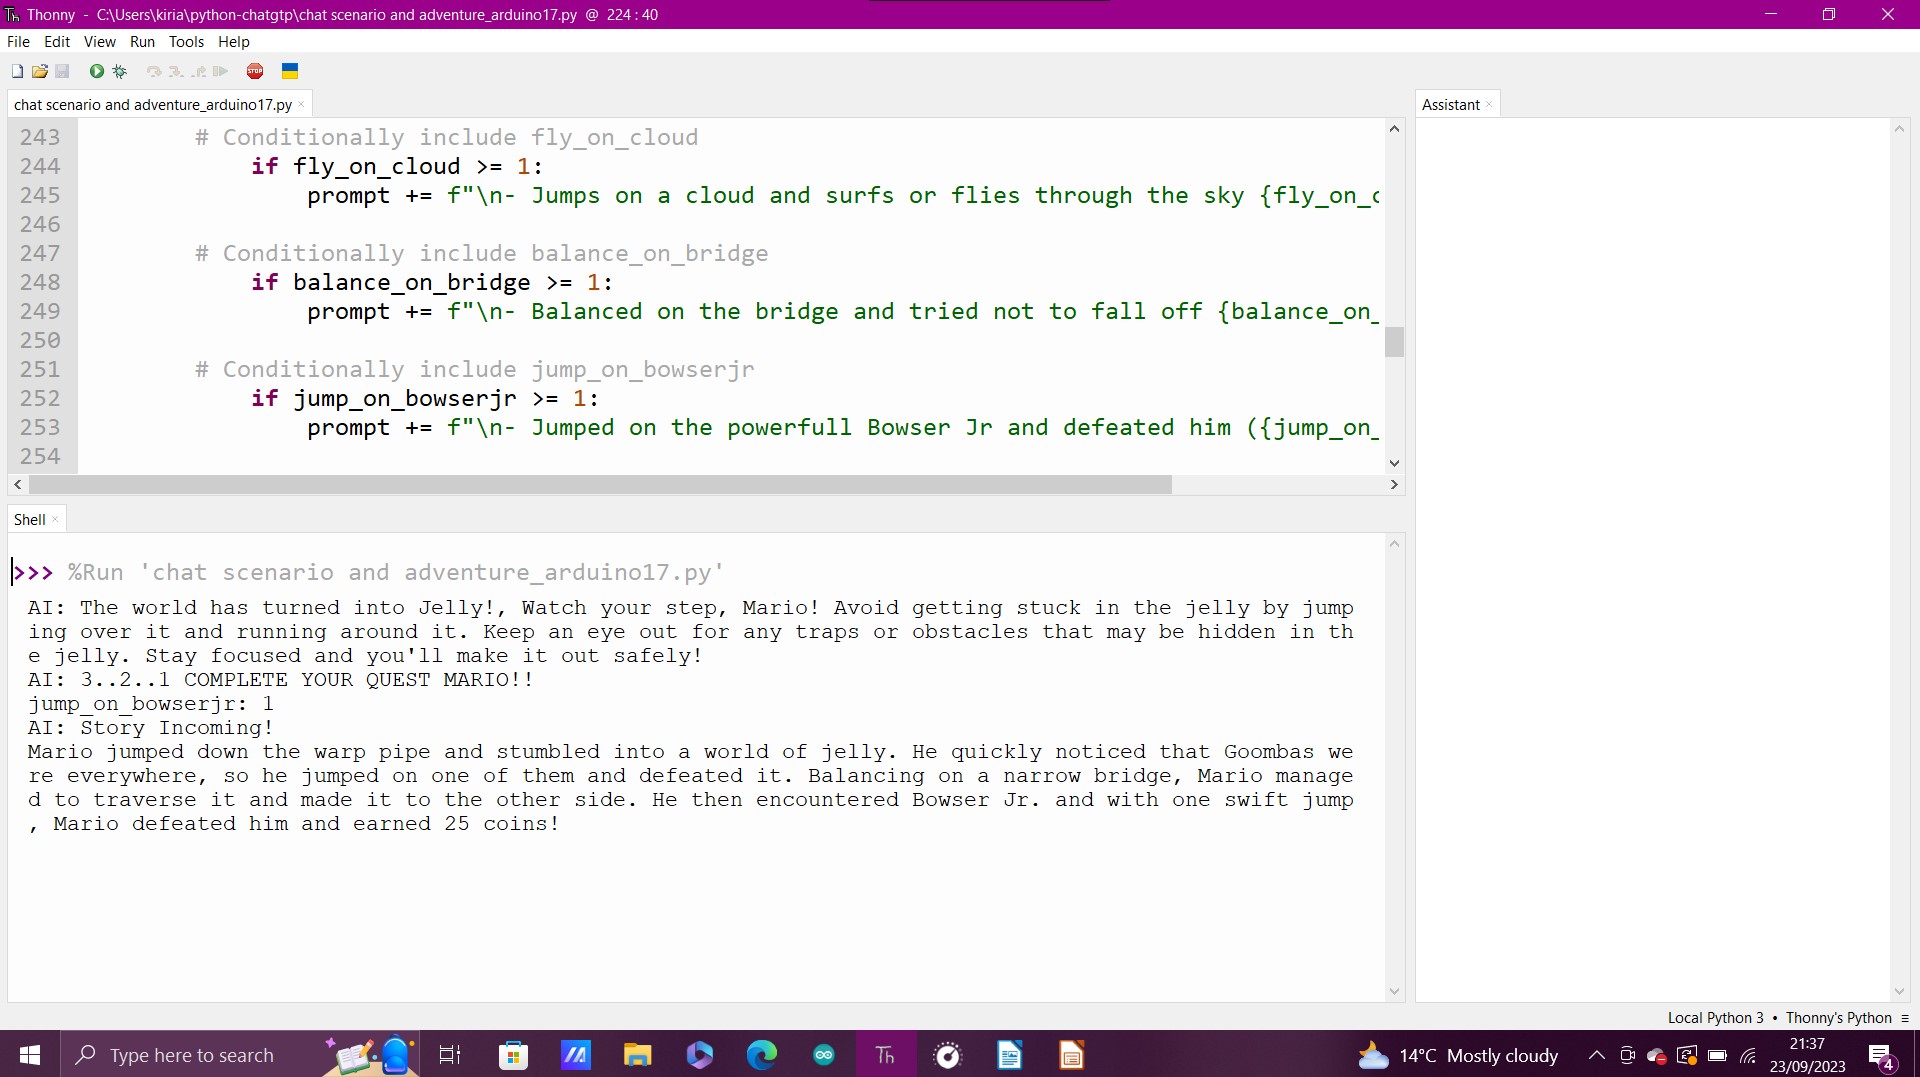 Th Thonny - C:\Users\kiria\python-chatgtp\chat scenario and adventure_arduino17.py @ 224 : 40
File Edit View Run Tools Help
STOP
chat scenario and adventure_arduino17.py ×
Assistant ×
243 # Conditionally include fly_on_cloud
244 if fly_on_cloud >= 1:
245 prompt += f"\n- Jumps on a cloud and surfs or flies through the sky {fly_on_c
246
247 # Conditionally include balance_on_bridge
248 if balance_on_bridge >= 1:
249 prompt += f"\n- Balanced on the bridge and tried not to fall off {balance_on_
250
251 # Conditionally include jump_on_bowserjr
252 if jump_on_bowserjr >= 1:
253 prompt += f"\n- Jumped on the powerfull Bowser Jr and defeated him ({jump_on_
254
Shell ×
>>> %Run 'chat scenario and adventure_arduino17.py'
AI: The world has turned into Jelly!, Watch your step, Mario! Avoid getting stuck in the jelly by jump
ing over it and running around it. Keep an eye out for any traps or obstacles that may be hidden in th
e jelly. Stay focused and you'll make it out safely!
AI: 3..2..1 COMPLETE YOUR QUEST MARIO!!
jump_on_bowserjr: 1
AI: Story Incoming!
Mario jumped down the warp pipe and stumbled into a world of jelly. He quickly noticed that Goombas we
re everywhere, so he jumped on one of them and defeated it. Balancing on a narrow bridge, Mario manage
d to traverse it and made it to the other side. He then encountered Bowser Jr. and with one swift jump
, Mario defeated him and earned 25 coins!
Local Python 3 • Thonny's Python ≡
Type here to search
Th
14°C Mostly cloudy
21:37
23/09/2023
4